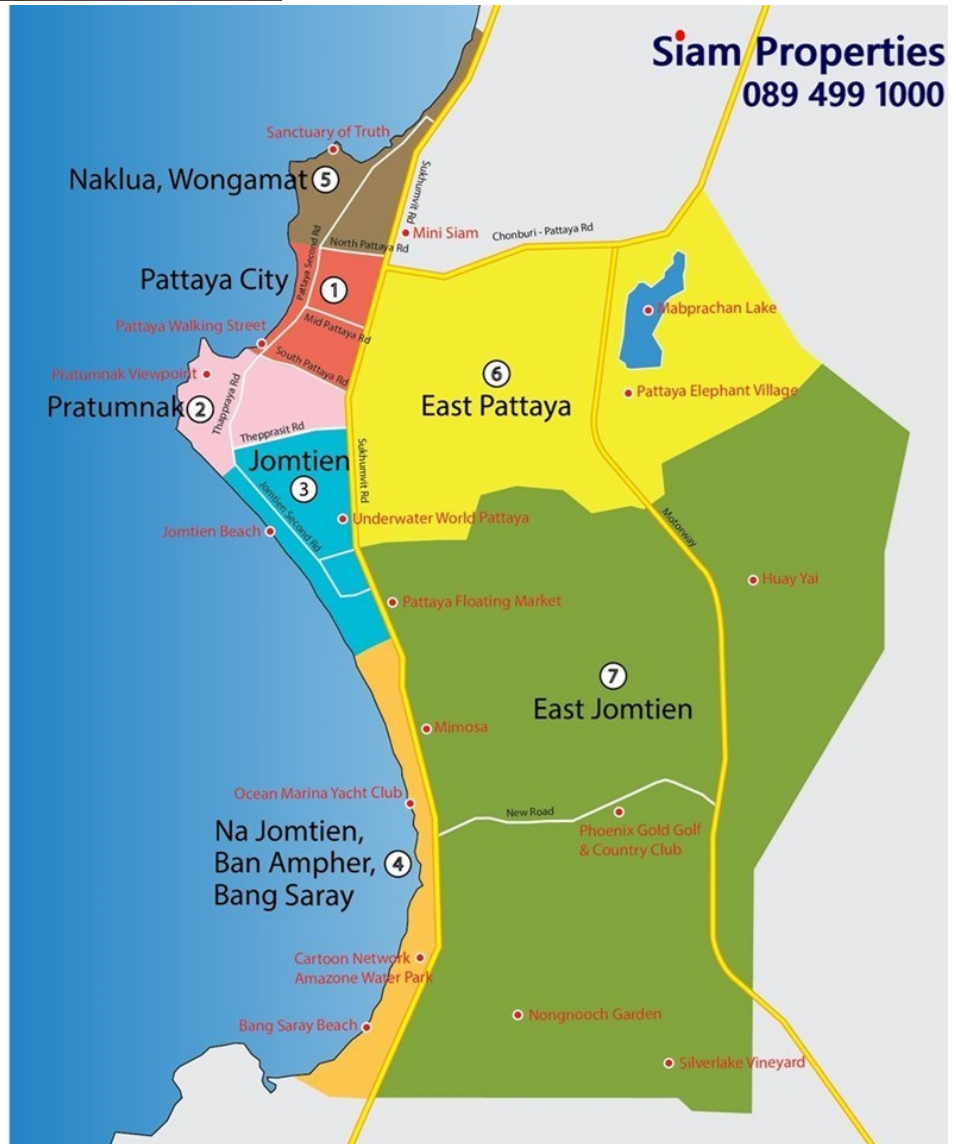 Siam Properties
089 499 1000
Sanctuary of Truth
Naklua, Wongamat 5
Sukhumvit Rd
Mini Siam
Chonburi - Pattaya Rd
North Pattaya Rd
Pattaya Second Rd
Pattaya City
1
Mabprachan Lake
Mid Pattaya Rd
Pattaya Walking Street
South Pattaya Rd
Pratumnak Viewpoint
6
East Pattaya
Pattaya Elephant Village
Pratumnak 2
Thappraya Rd
Thepprasit Rd
Jomtien
3
Sukhumvit Rd
Jomtien Second Rd
Underwater World Pattaya
Jomtien Beach
Motorway
Huay Yai
Pattaya Floating Market
7
East Jomtien
Mimosa
Ocean Marina Yacht Club
New Road
Phoenix Gold Golf
& Country Club
Na Jomtien,
Ban Ampher, 4
Bang Saray
Cartoon Network
Amazone Water Park
Nongnooch Garden
Bang Saray Beach
Silverlake Vineyard